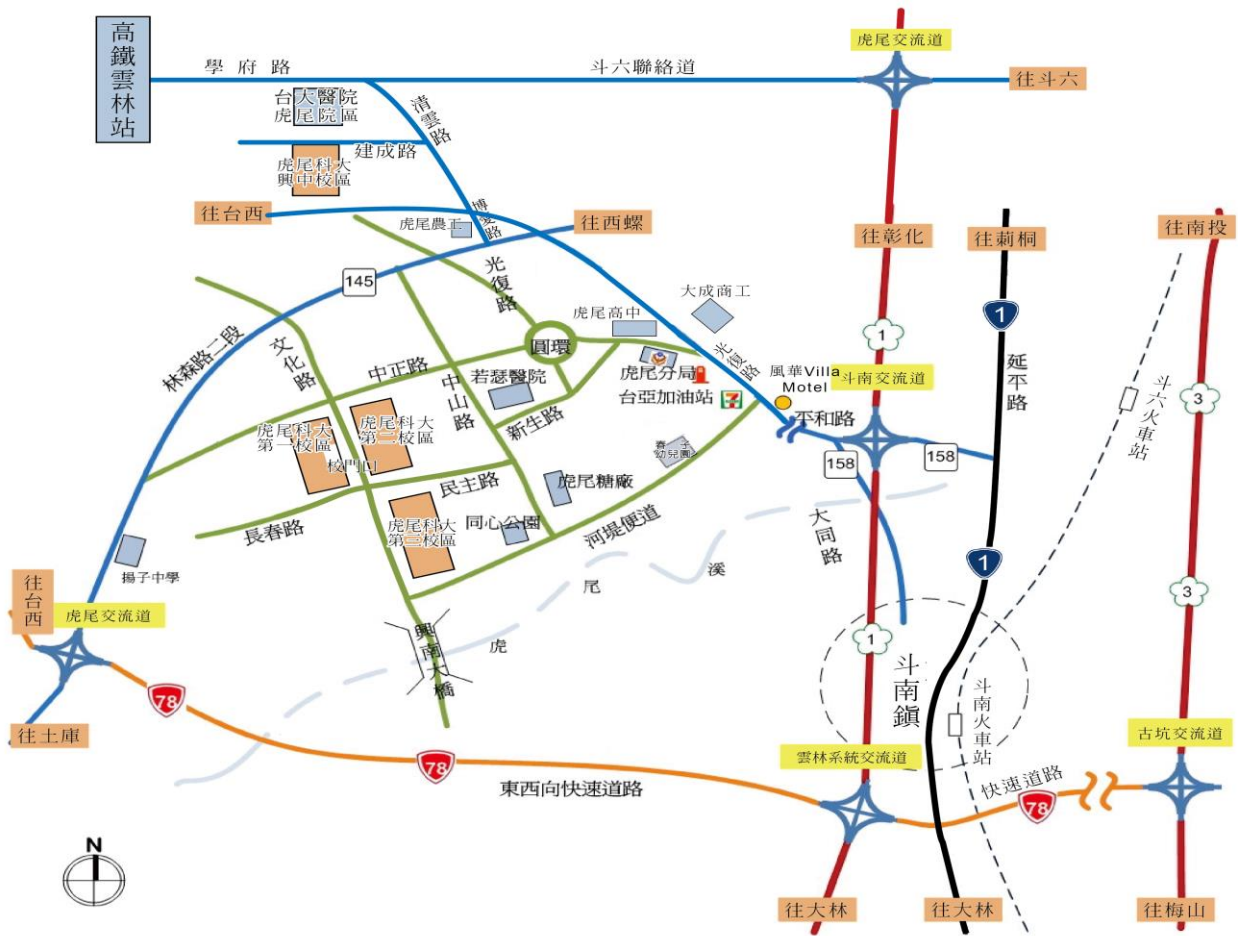 高鐵雲林站
學府路
斗六聯絡道
虎尾交流道
往斗六
台大醫院
虎尾院區
清雲路
建成路
虎尾科大
興中校區
往台西
虎尾農工
博愛路
往西螺
往彰化
往莿桐
往南投
145
光復路
大成商工
虎尾高中
1
1
圓環
光復路
延平路
林森路二段
文化路
中正路
中山路
若瑟醫院
虎尾分局
台亞加油站
7
ELEVEN
風華Villa
Motel
斗南交流道
斗六火車站
3
新生路
平和路
虎尾科大
第一校區
校門口
虎尾科大
第二校區
158
158
幼兒園
民主路
虎尾糖廠
長春路
虎尾科大
第三校區
同心公園
河堤便道
大同路
揚子中學
虎
尾
溪
1
3
往台西
虎尾交流道
興南大橋
1
斗南鎮
斗南火車站
78
往土庫
78
東西向快速道路
雲林系統交流道
快速道路
78
古坑交流道
N
往大林
往大林
往梅山